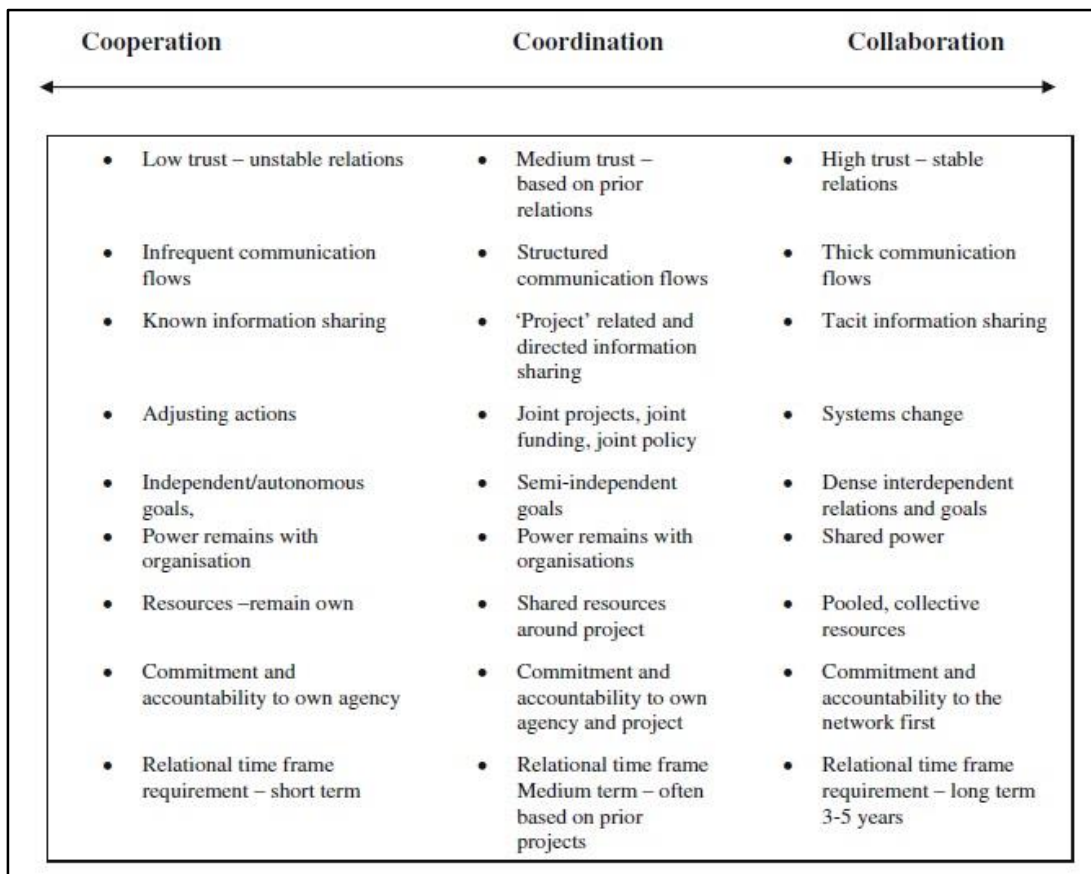 Cooperation Coordination Collaboration
• Low trust – unstable relations
• Medium trust –
based on prior
relations
• High trust – stable
relations
• Infrequent communication
flows
• Structured
communication flows
• Thick communication
flows
• Known information sharing
• ‘Project’ related and
directed information
sharing
• Tacit information sharing
• Adjusting actions
• Joint projects, joint
funding, joint policy
• Systems change
• Independent/autonomous
goals,
• Semi-independent
goals
• Dense interdependent
relations and goals
• Power remains with
organisation
• Power remains with
organisations
• Shared power
• Resources –remain own
• Shared resources
around project
• Pooled, collective
resources
• Commitment and
accountability to own agency
• Commitment and
accountability to own
agency and project
• Commitment and
accountability to the
network first
• Relational time frame
requirement – short term
• Relational time frame
Medium term – often
based on prior
projects
• Relational time frame
requirement – long term
3-5 years